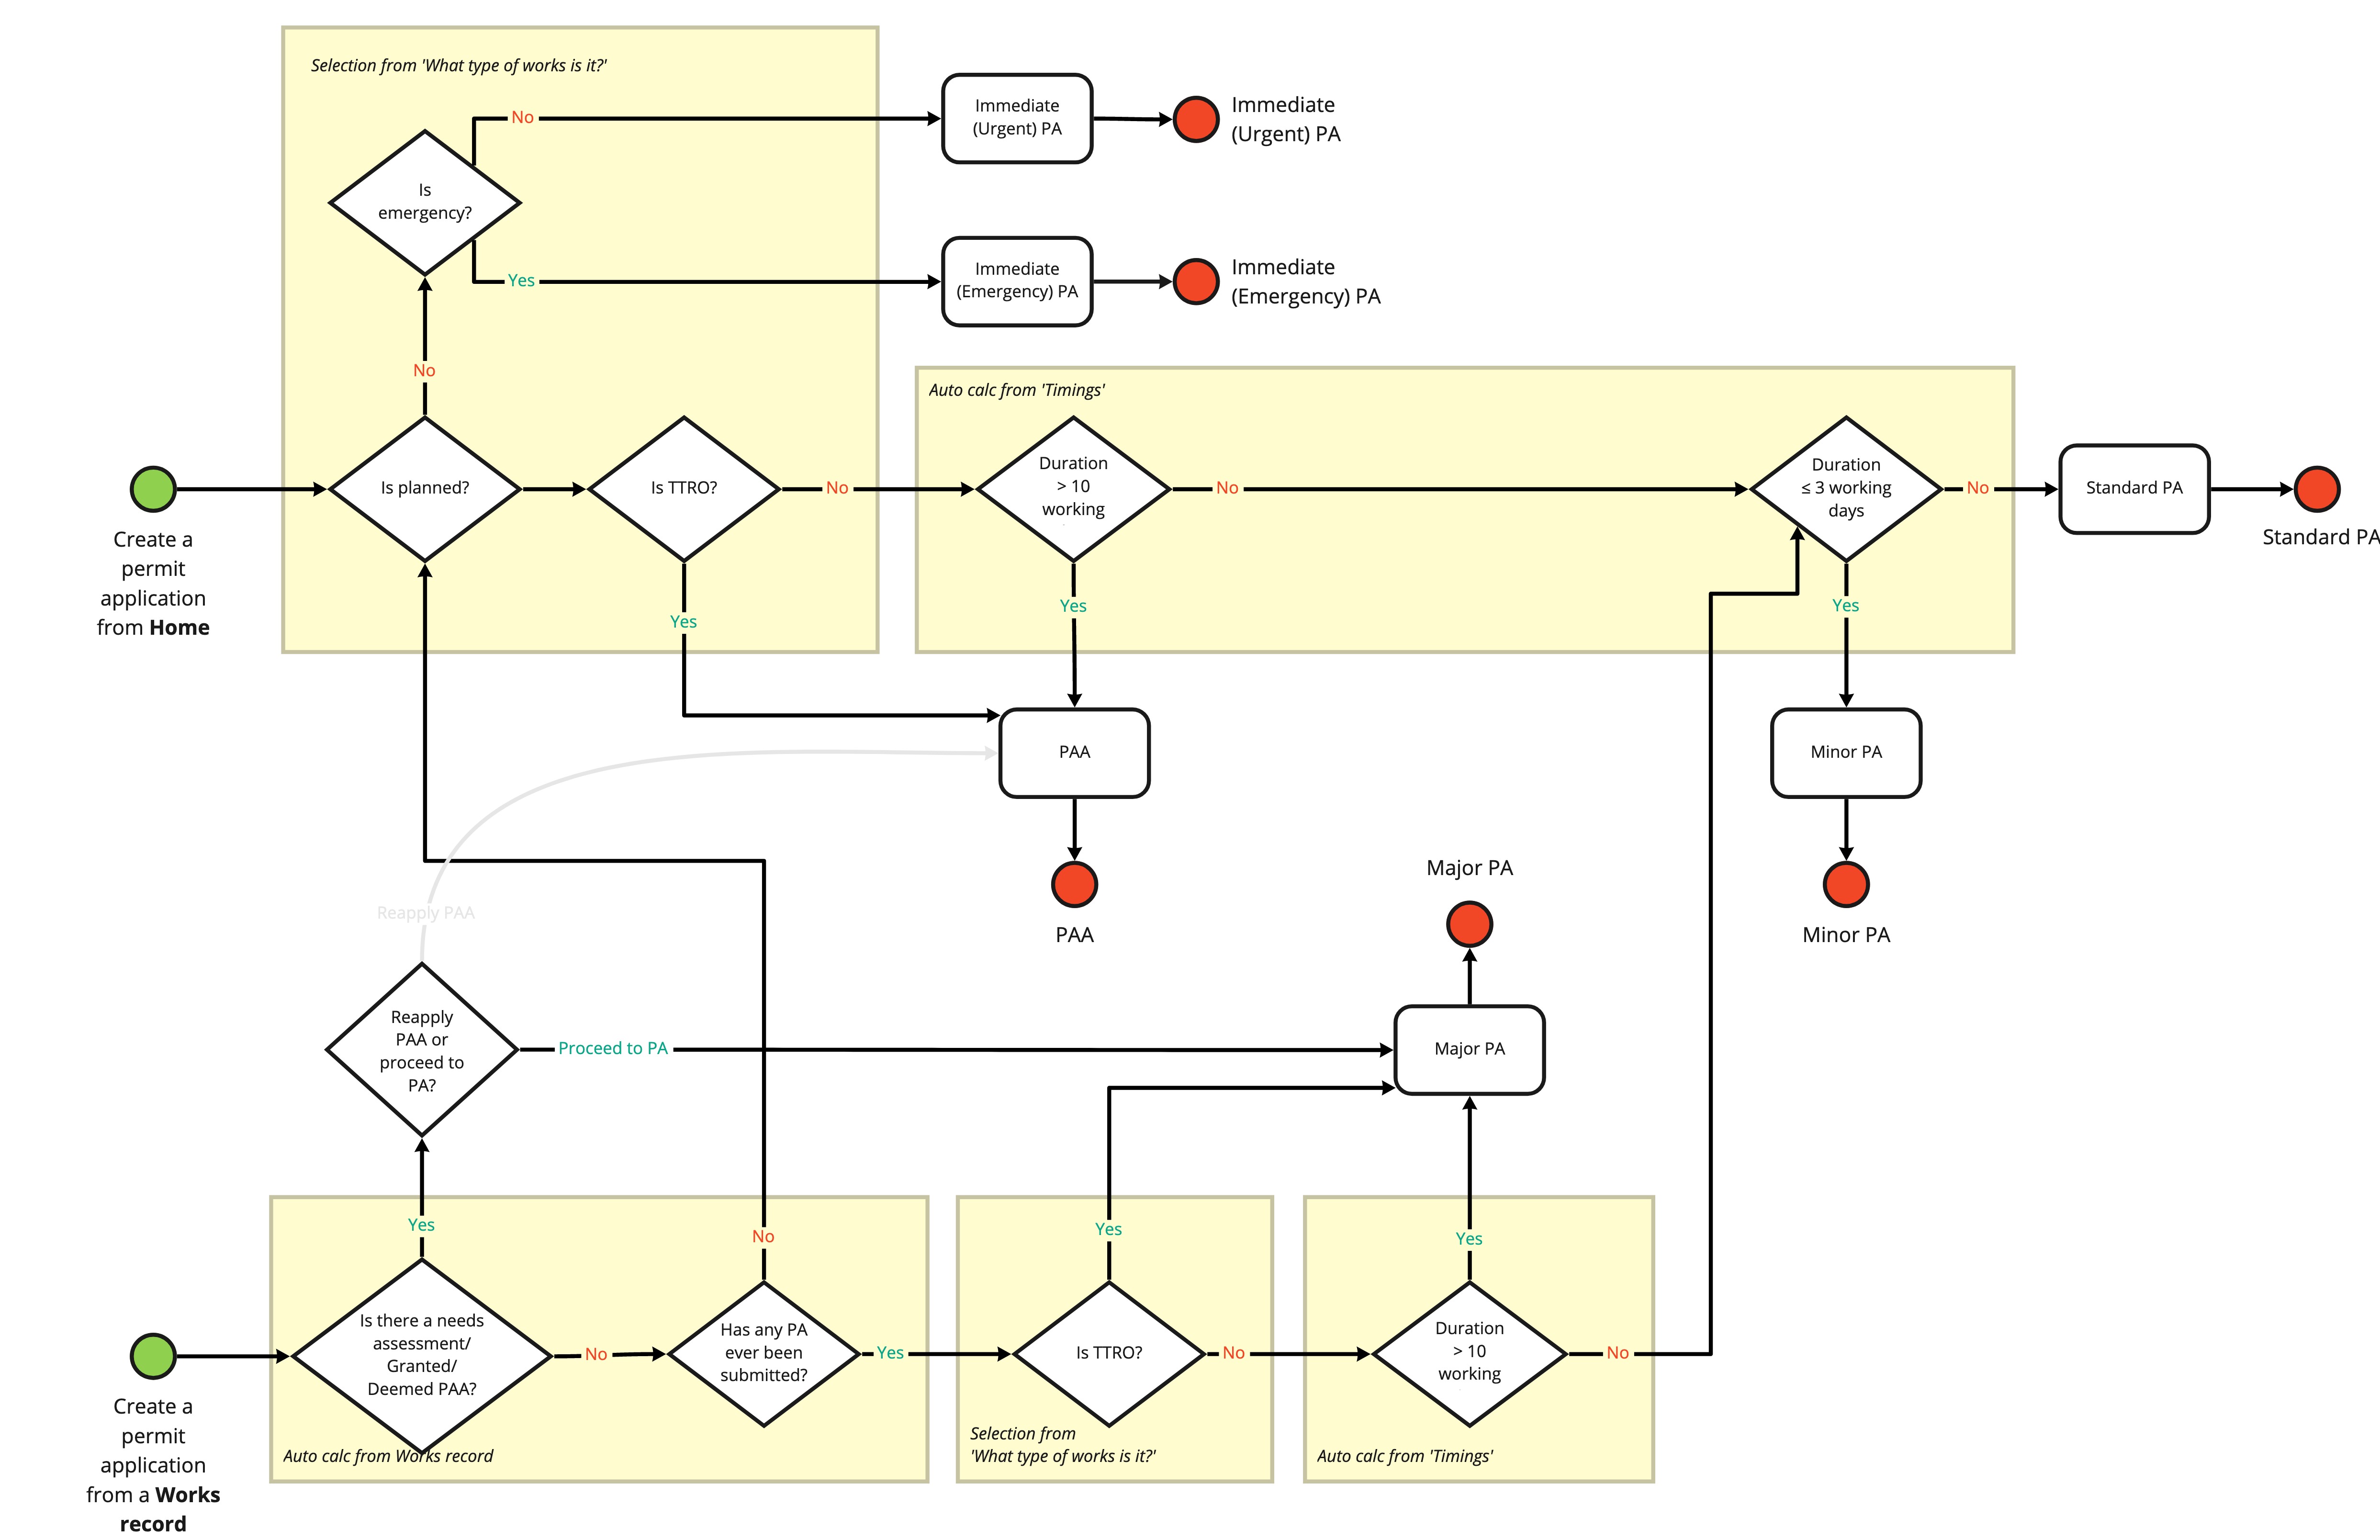 Selection from 'What type of works is it?'
No
Immediate
(Urgent) PA
Immediate
(Urgent) PA
Is
emergency?
Yes
Immediate
(Emergency) PA
Immediate
(Emergency) PA
No
Auto calc from 'Timings'
Create a
permit
application
from Home
Is planned?
Is TTRO?
No
Duration
> 10
working
No
Duration
≤ 3 working
days
No
Standard PA
Standard PA
Yes
Yes
Yes
PAA
Minor PA
PAA
Minor PA
Reapply PAA
Major PA
Reapply
PAA or
proceed to
PA?
Proceed to PA
Major PA
Yes
No
Yes
Yes
Create a
permit
application
from a Works
record
Is there a needs
assessment/
Granted/
Deemed PAA?
No
Has any PA
ever been
submitted?
Yes
Is TTRO?
No
Duration
> 10
working
No
Auto calc from Works record
Selection from
'What type of works is it?'
Auto calc from 'Timings'